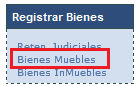 Registrar Bienes
Reten. Judiciales
Bienes Muebles
Bienes InMuebles